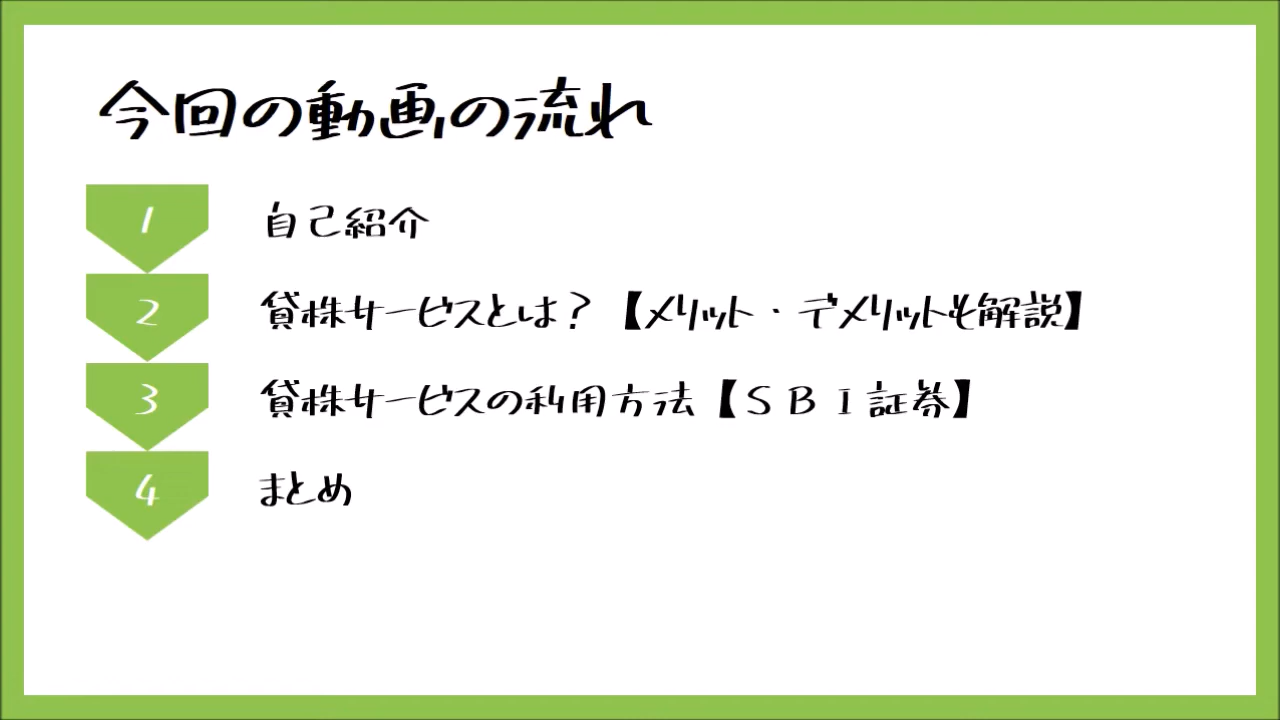 今回の動画の流れ
1 自己紹介
2 貸株サービスとは？【メリット・デメリットも解説】
3 貸株サービスの利用方法【ＳＢＩ証券】
4 まとめ